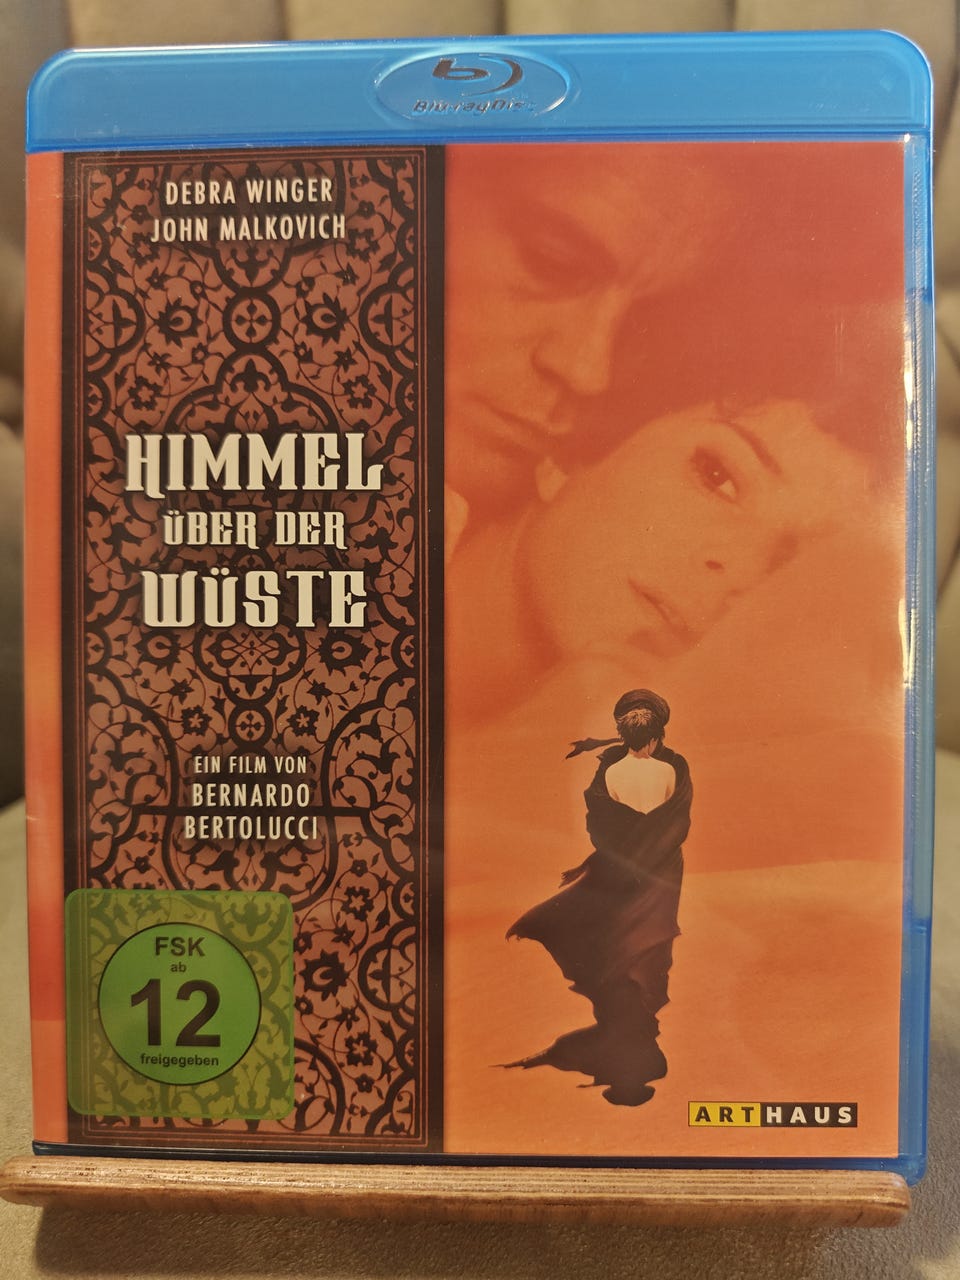 Blu-ray Disc
DEBRA WINGER
JOHN MALKOVICH
HIMMEL
ÜBER DER
WÜSTE
EIN FILM VON
BERNARDO
BERTOLUCCI
FSK
ab
12
freigegeben
ARTHAUS